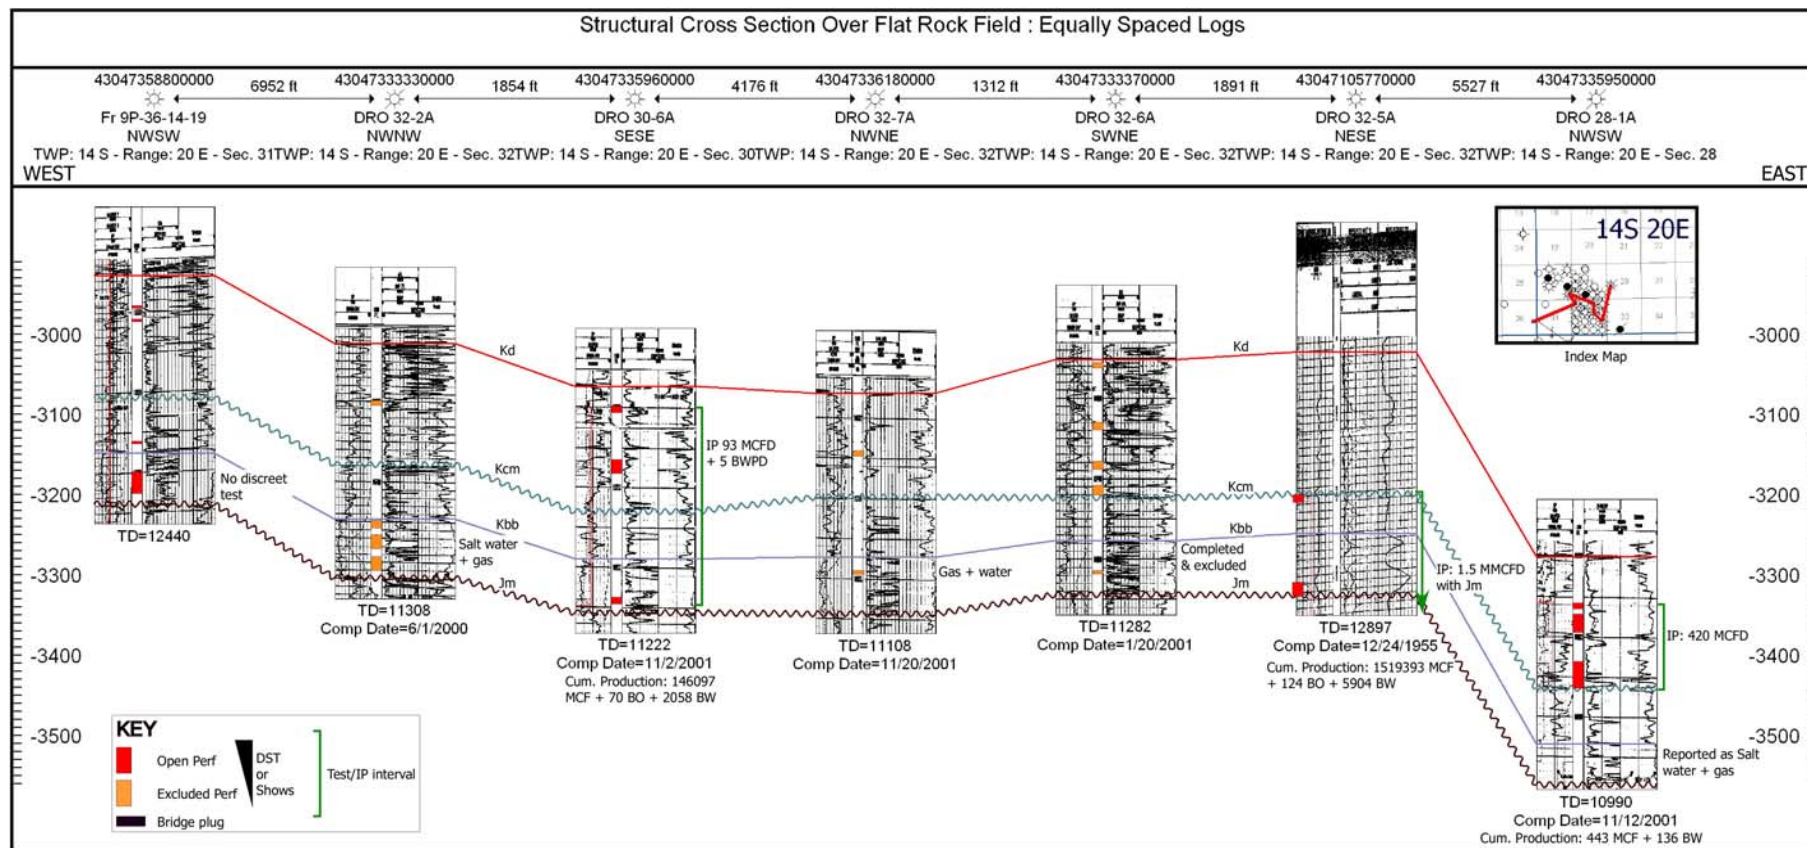 Structural Cross Section Over Flat Rock Field : Equally Spaced Logs
43047358800000 6952 ft 43047333330000 1854 ft 43047335960000 4176 ft 43047336180000 1312 ft 43047333370000 1891 ft 43047105770000 5527 ft 43047335950000
Fr 9P-36-14-19 DRO 32-2A DRO 30-6A DRO 32-7A DRO 32-6A DRO 32-5A DRO 28-1A
NWSW NWNW SESE NWNE SWNE NESE NWSW
TWP: 14 S - Range: 20 E - Sec. 31TWP: 14 S - Range: 20 E - Sec. 32TWP: 14 S - Range: 20 E - Sec. 30TWP: 14 S - Range: 20 E - Sec. 32TWP: 14 S - Range: 20 E - Sec. 32TWP: 14 S - Range: 20 E - Sec. 32TWP: 14 S - Range: 20 E - Sec. 28
WEST EAST
14S 20E
Index Map
-3000 -3000
Kd Kd
-3100 -3100
IP 93 MCFD
+ 5 BWPD
Kcm Kcm
No discreet
test
-3200 -3200
Kbb Kbb
TD=12440
Salt water
+ gas
Gas + water
Completed
& excluded
-3300 -3300
Jm Jm
IP: 1.5 MMCFD
with Jm
TD=11308
Comp Date=6/1/2000
TD=11222
Comp Date=11/2/2001
Cum. Production: 146097
MCF + 70 BO + 2058 BW
TD=11108
Comp Date=11/20/2001
TD=11282
Comp Date=1/20/2001
TD=12897
Comp Date=12/24/1955
Cum. Production: 1519393 MCF
+ 124 BO + 5904 BW
IP: 420 MCFD
-3400 -3400
-3500 -3500
Reported as Salt
water + gas
TD=10990
Comp Date=11/12/2001
Cum. Production: 443 MCF + 136 BW
KEY
Open Perf
Excluded Perf
Bridge plug
DST
or
Shows
Test/IP interval